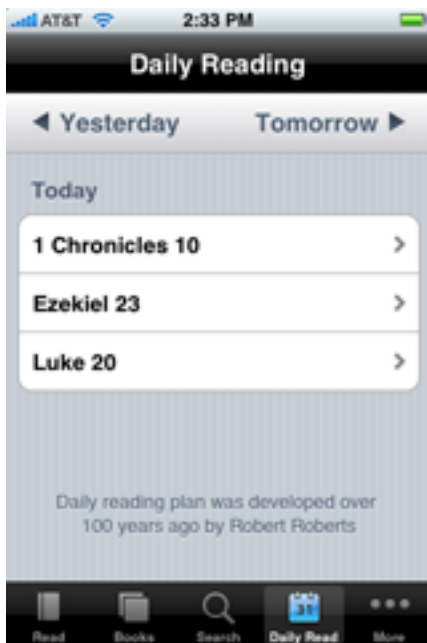 AT&T 2:33 PM
Daily Reading
Yesterday Tomorrow
Today
1 Chronicles 10
Ezekiel 23
Luke 20
Daily reading plan was developed over
100 years ago by Robert Roberts
31
Read Books Search Daily Read More